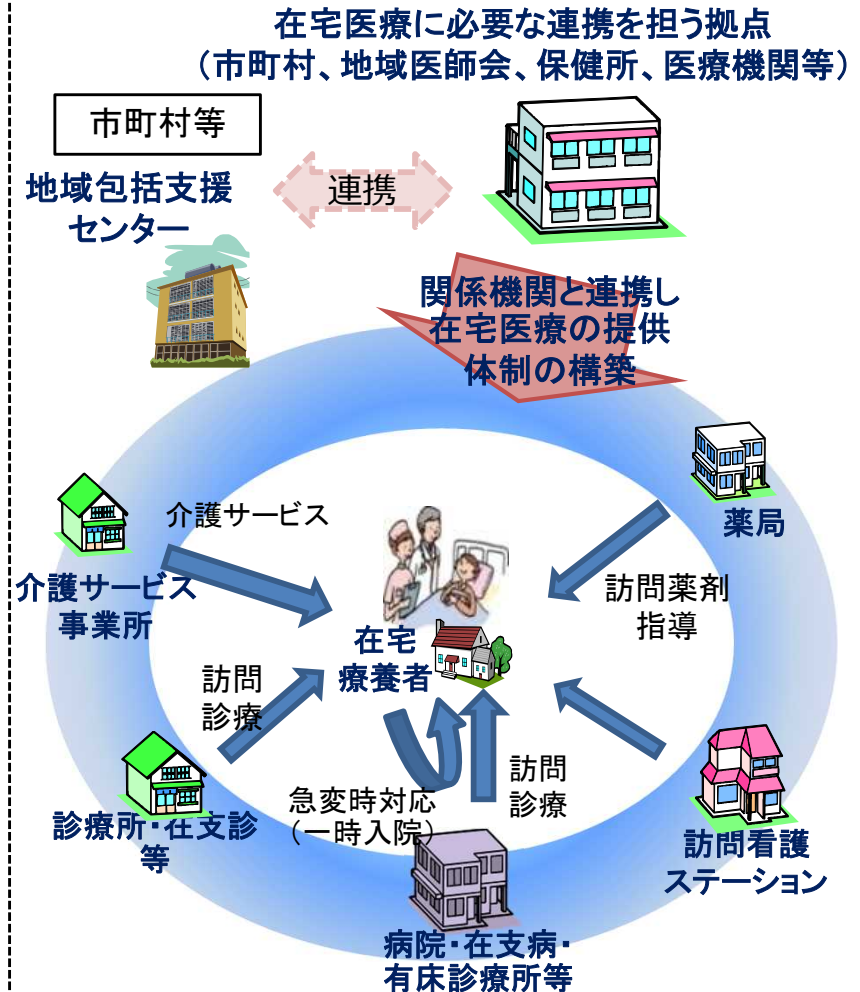 在宅医療に必要な連携を担う拠点
（市町村、地域医師会、保健所、医療機関等）
市町村等
地域包括支援
センター
連携
関係機関と連携し
在宅医療の提供
体制の構築
薬局
介護サービス
介護サービス
事業所
訪問薬剤
指導
在宅
療養者
訪問
診療
訪問
診療
急変時対応
（一時入院）
診療所・在支診
等
訪問看護
ステーション
病院・在支病・
有床診療所等